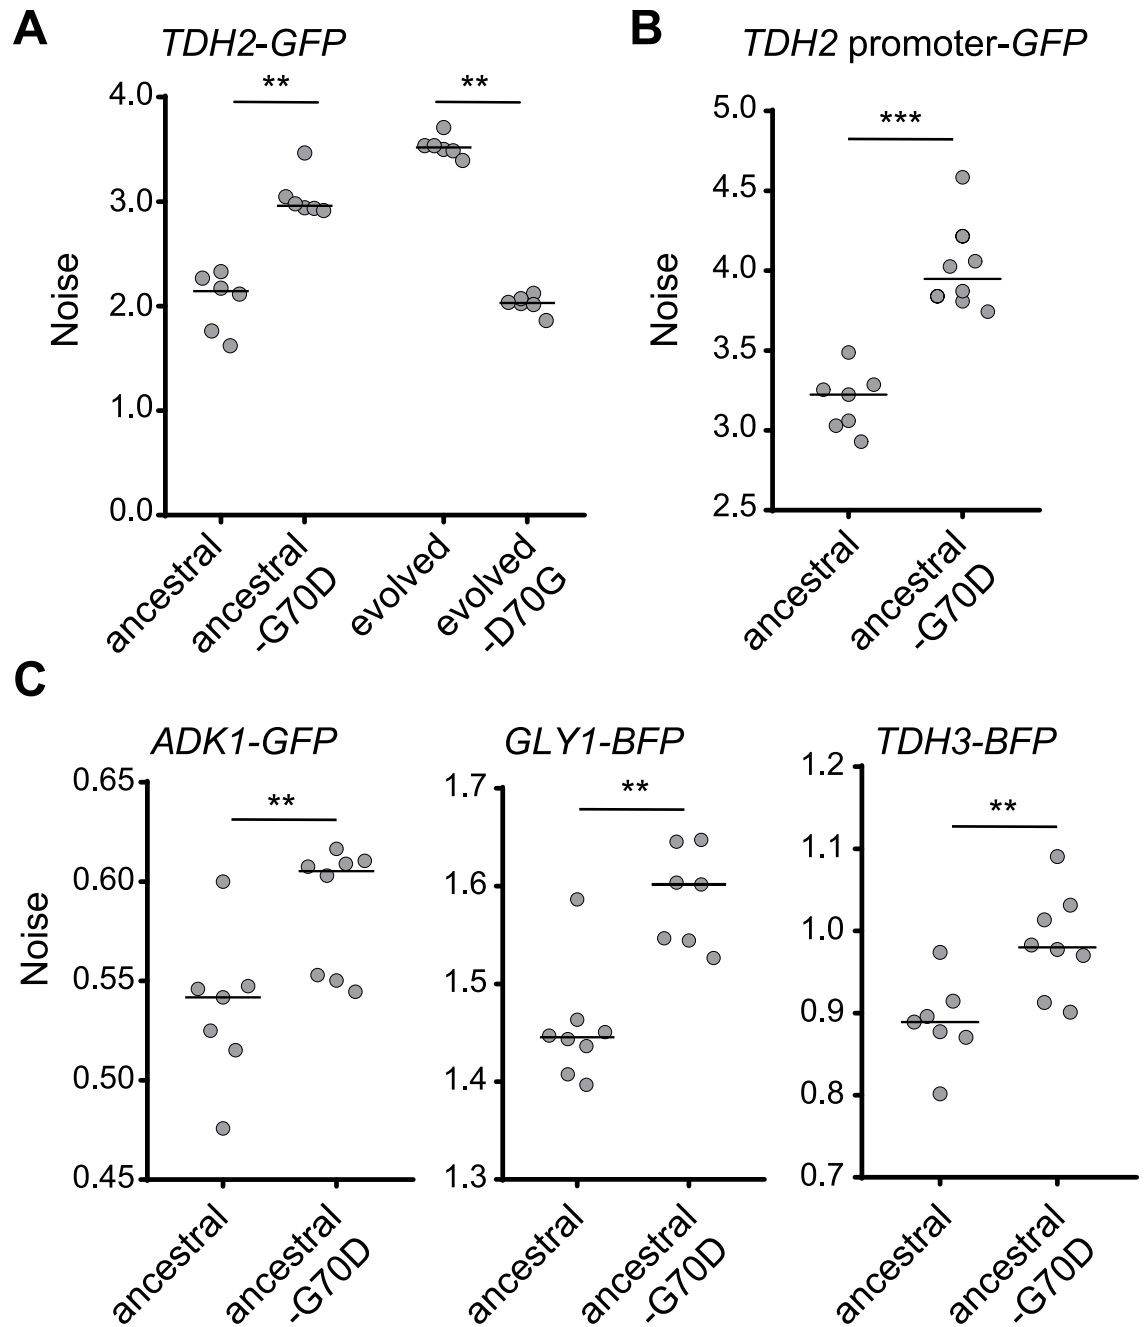 A
TDH2-GFP
**
**
4.0
3.0
2.0
1.0
0.0
Noise
ancestral
ancestral
-G70D
evolved
evolved
-D70G
B
TDH2 promoter-GFP
***
5.0
4.5
4.0
3.5
3.0
2.5
Noise
ancestral
ancestral
-G70D
C
ADK1-GFP
**
0.65
0.60
0.55
0.50
0.45
Noise
ancestral
ancestral
-G70D
GLY1-BFP
**
1.7
1.6
1.5
1.4
1.3
ancestral
ancestral
-G70D
TDH3-BFP
**
1.2
1.1
1.0
0.9
0.8
0.7
ancestral
ancestral
-G70D